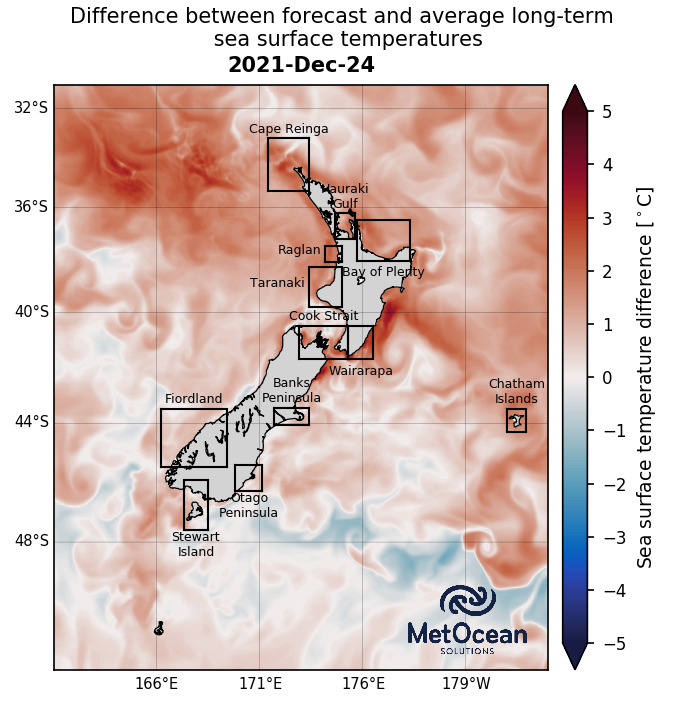 Difference between forecast and average long-term
sea surface temperatures
2021-Dec-24
32°S
36°S
40°S
44°S
48°S
166°E
171°E
176°E
179°W
Cape Reinga
Hauraki
Gulf
Raglan
Bay of Plenty
Taranaki
Cook Strait
Wairarapa
Banks
Peninsula
Fiordland
Chatham
Islands
Otago
Peninsula
Stewart
Island
MetOcean
SOLUTIONS
5
4
3
2
1
0
−1
−2
−3
−4
−5
Sea surface temperature difference [°C]